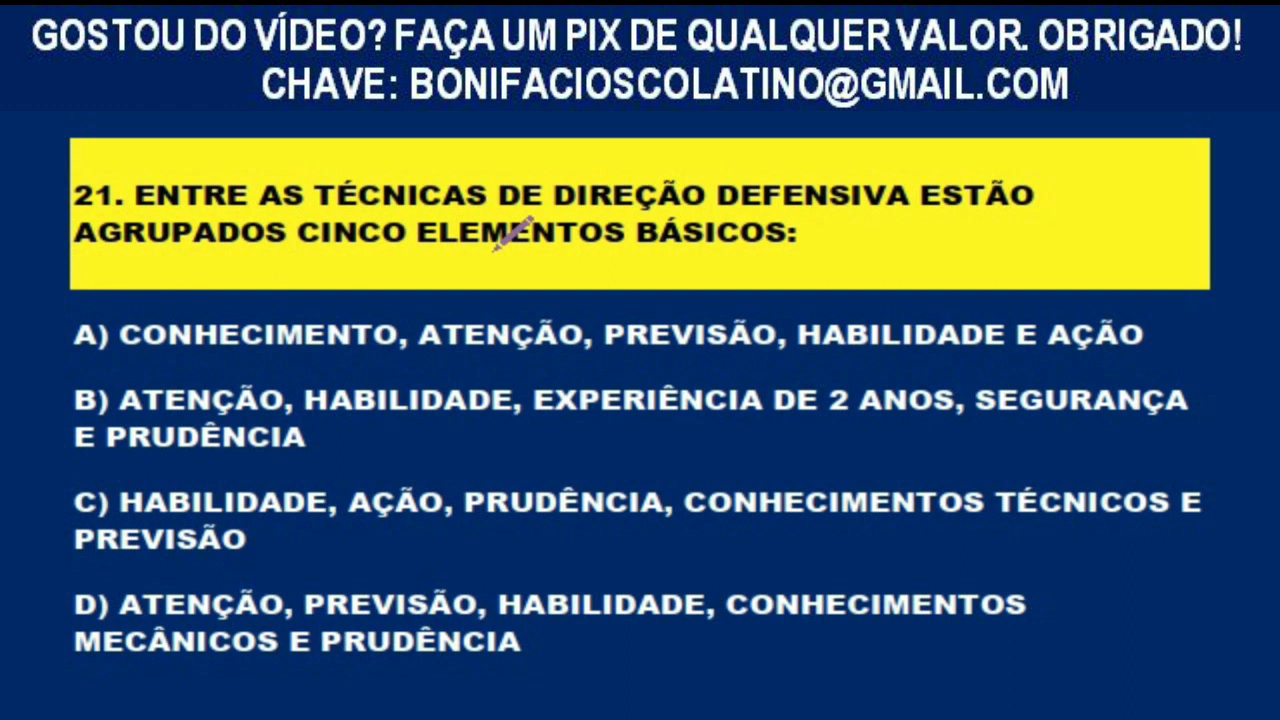 GOSTOU DO VÍDEO? FAÇA UM PIX DE QUALQUER VALOR. OBRIGADO!
CHAVE: BONIFACIOSCOLATINO@GMAIL.COM
21. ENTRE AS TÉCNICAS DE DIREÇÃO DEFENSIVA ESTÃO
AGRUPADOS CINCO ELEMENTOS BÁSICOS:
A) CONHECIMENTO, ATENÇÃO, PREVISÃO, HABILIDADE E AÇÃO
B) ATENÇÃO, HABILIDADE, EXPERIÊNCIA DE 2 ANOS, SEGURANÇA
E PRUDÊNCIA
C) HABILIDADE, AÇÃO, PRUDÊNCIA, CONHECIMENTOS TÉCNICOS E
PREVISÃO
D) ATENÇÃO, PREVISÃO, HABILIDADE, CONHECIMENTOS
MECÂNICOS E PRUDÊNCIA